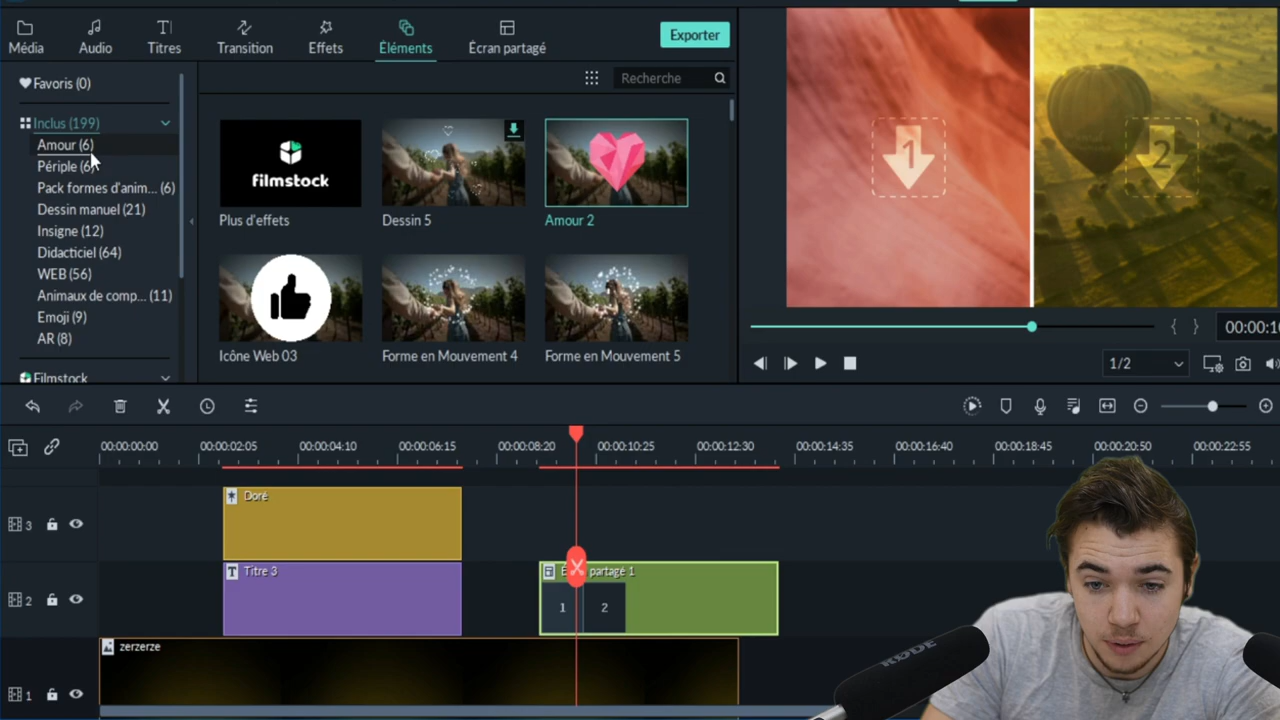 Média Audio Titres Transition Effets Éléments Écran partagé Exporter
Favoris (0)
Recherche
Inclus (199)
Amour (6)
Périple (6)
Pack formes d'anim... (6)
Dessin manuel (21)
Insigne (12)
Didacticiel (64)
WEB (56)
Animaux de comp... (11)
Emoji (9)
AR (8)
Filmstock
filmstock
Plus d'effets Dessin 5 Amour 2
Icône Web 03 Forme en Mouvement 4 Forme en Mouvement 5
1 2
{ }
1/2
00:00:00:00 00:00:02:05 00:00:04:10 00:00:06:15 00:00:08:20 00:00:10:25 00:00:12:30 00:00:14:35 00:00:16:40 00:00:18:45 00:00:20:50 00:00:22:55
3 Doré
2 T Titre 3 partagé 1
1 2
1 zerzerze
RØDE